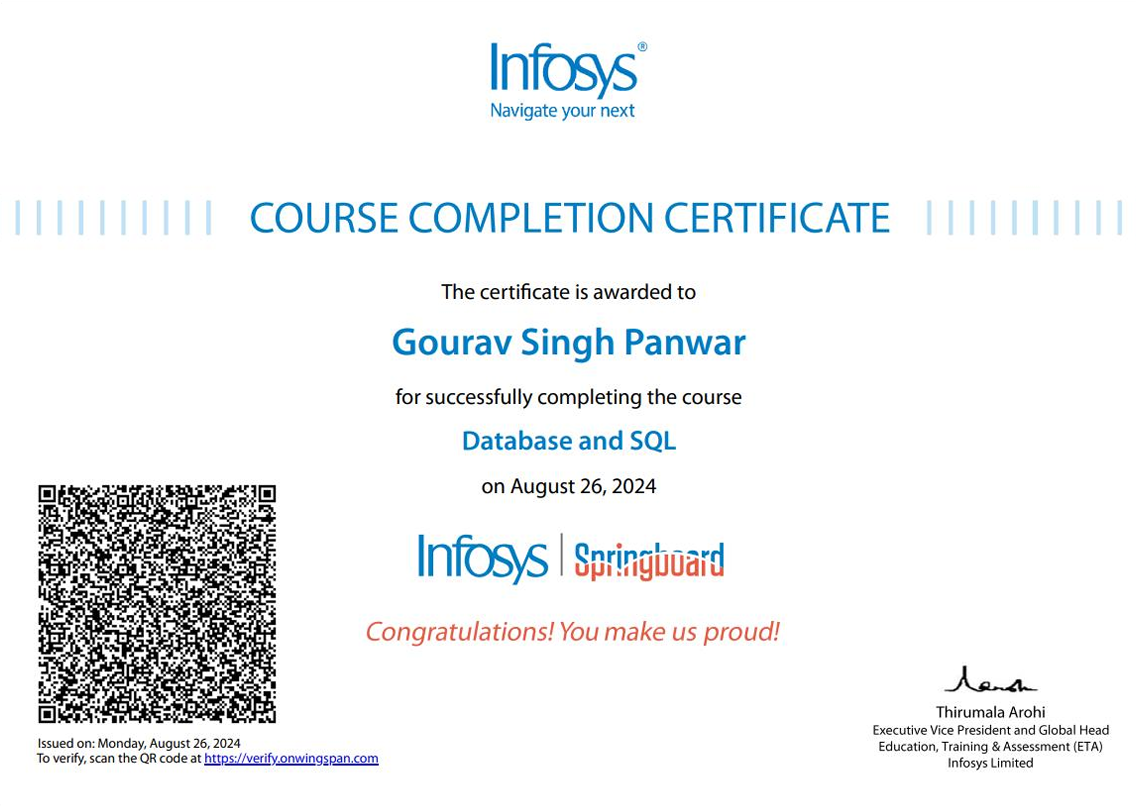 Infosys®
Navigate your next
COURSE COMPLETION CERTIFICATE
The certificate is awarded to
Gourav Singh Panwar
for successfully completing the course
Database and SQL
on August 26, 2024
Infosys | Springboard
Congratulations! You make us proud!
Issued on: Monday, August 26, 2024
To verify, scan the QR code at https://verify.onwingspan.com
Thirumala Arohi
Executive Vice President and Global Head
Education, Training & Assessment (ETA)
Infosys Limited